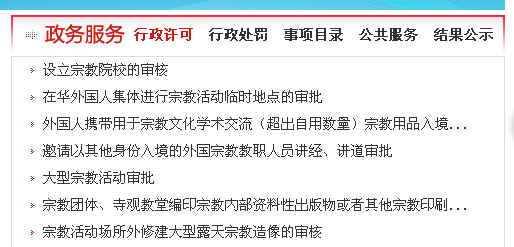 政务服务 行政许可 行政处罚 事项目录 公共服务 结果公示
设立宗教院校的审核
在华外国人集体进行宗教活动临时地点的审批
外国人携带用于宗教文化学术交流（超出自用数量）宗教用品入境...
邀请以其他身份入境的外国宗教教职人员讲经、讲道审批
大型宗教活动审批
宗教团体、寺观教堂编印宗教内部资料性出版物或者其他宗教印刷...
宗教活动场所外修建大型露天宗教造像的审核